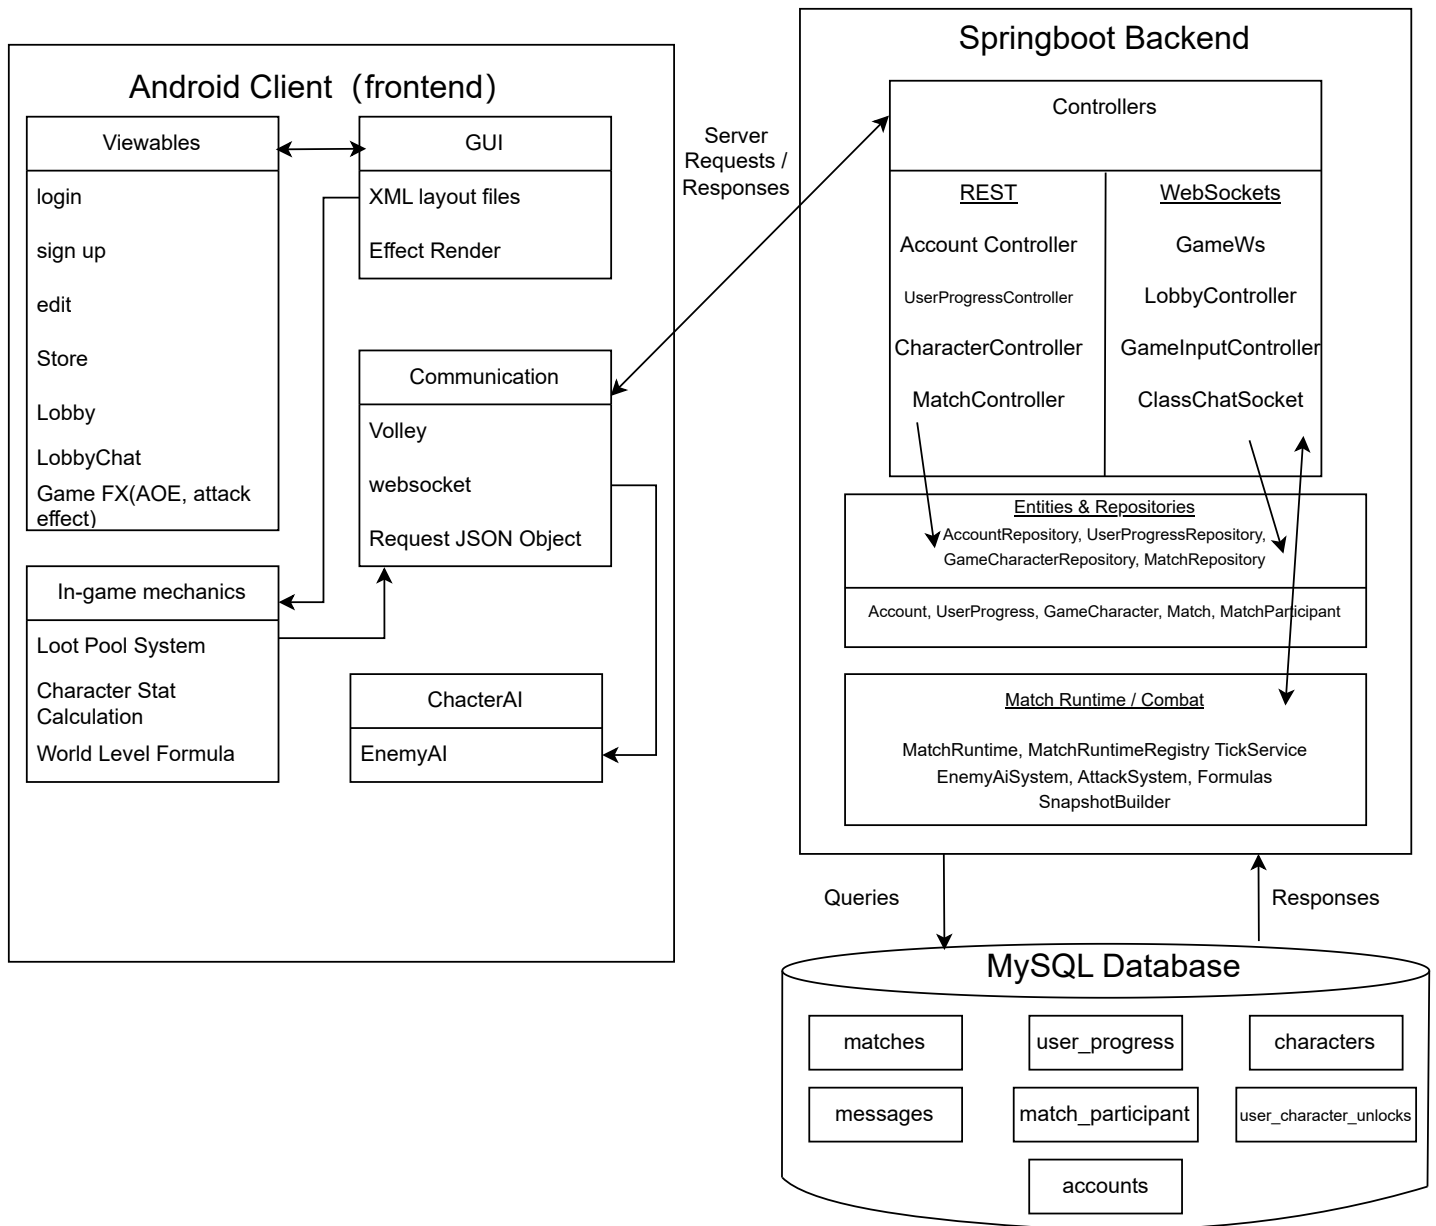 Android Client（frontend）
Viewables
login
sign up
edit
Store
Lobby
LobbyChat
Game FX(AOE, attack
effect)
GUI
XML layout files
Effect Render
Communication
Volley
websocket
Request JSON Object
In-game mechanics
Loot Pool System
Character Stat
Calculation
World Level Formula
ChacterAI
EnemyAI
Server
Requests /
Responses
Springboot Backend
Controllers
REST
Account Controller
UserProgressController
CharacterController
MatchController
WebSockets
GameWs
LobbyController
GameInputController
ClassChatSocket
Entities & Repositories
AccountRepository, UserProgressRepository,
GameCharacterRepository, MatchRepository
Account, UserProgress, GameCharacter, Match, MatchParticipant
Match Runtime / Combat
MatchRuntime, MatchRuntimeRegistry TickService
EnemyAiSystem, AttackSystem, Formulas
SnapshotBuilder
Queries
Responses
MySQL Database
matches
user_progress
characters
messages
match_participant
user_character_unlocks
accounts